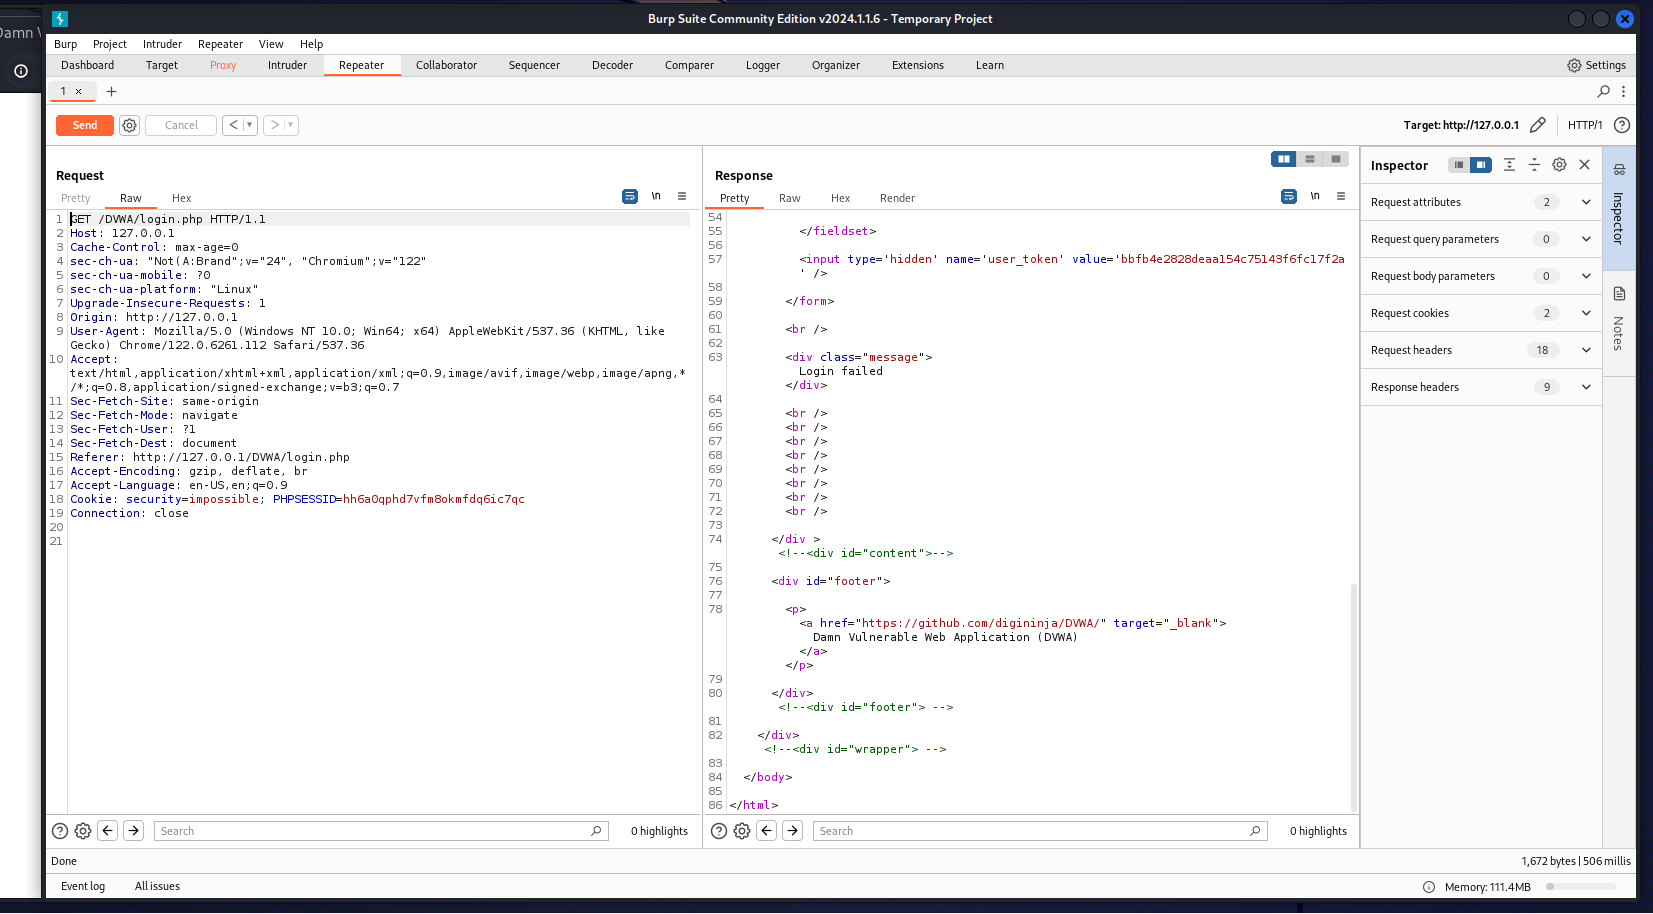 Damn V
Burp Suite Community Edition v2024.1.1.6 - Temporary Project
Burp Project Intruder Repeater View Help
Dashboard Target Proxy Intruder Repeater Collaborator Sequencer Decoder Comparer Logger Organizer Extensions Learn Settings
1 × +
Send Cancel < > Target: http://127.0.0.1 HTTP/1 ?
Request
Pretty Raw Hex \n
1 GET /DVWA/login.php HTTP/1.1
2 Host: 127.0.0.1
3 Cache-Control: max-age=0
4 sec-ch-ua: "Not(A:Brand";v="24", "Chromium";v="122"
5 sec-ch-ua-mobile: ?0
6 sec-ch-ua-platform: "Linux"
7 Upgrade-Insecure-Requests: 1
8 Origin: http://127.0.0.1
9 User-Agent: Mozilla/5.0 (Windows NT 10.0; Win64; x64) AppleWebKit/537.36 (KHTML, like
Gecko) Chrome/122.0.6261.112 Safari/537.36
10 Accept:
text/html,application/xhtml+xml,application/xml;q=0.9,image/avif,image/webp,image/apng,*
/*;q=0.8,application/signed-exchange;v=b3;q=0.7
11 Sec-Fetch-Site: same-origin
12 Sec-Fetch-Mode: navigate
13 Sec-Fetch-User: ?1
14 Sec-Fetch-Dest: document
15 Referer: http://127.0.0.1/DVWA/login.php
16 Accept-Encoding: gzip, deflate, br
17 Accept-Language: en-US,en;q=0.9
18 Cookie: security=impossible; PHPSESSID=hh6a0qphd7vfm8okmfdq6ic7qc
19 Connection: close
20
21
? Search 0 highlights
Response
Pretty Raw Hex Render \n
54
55 </fieldset>
56
57 <input type='hidden' name='user_token' value='bbfb4e2828deaa154c75143f6fc17f2a
' />
58
59 </form>
60
61 <br />
62
63 <div class="message">
Login failed
</div>
64
65 <br />
66 <br />
67 <br />
68 <br />
69 <br />
70 <br />
71 <br />
72 <br />
73
74 </div >
<!--<div id="content">-->
75
76 <div id="footer">
77
78 <p>
<a href="https://github.com/digininja/DVWA/" target="_blank">
Damn Vulnerable Web Application (DVWA)
</a>
</p>
79
80 </div>
<!--<div id="footer"> -->
81
82 </div>
<!--<div id="wrapper"> -->
83
84 </body>
85
86 </html>
? Search 0 highlights
Inspector
Request attributes 2
Request query parameters 0
Request body parameters 0
Request cookies 2
Request headers 18
Response headers 9
Inspector
Notes
Done 1,672 bytes | 506 millis
Event log All issues Memory: 111.4MB